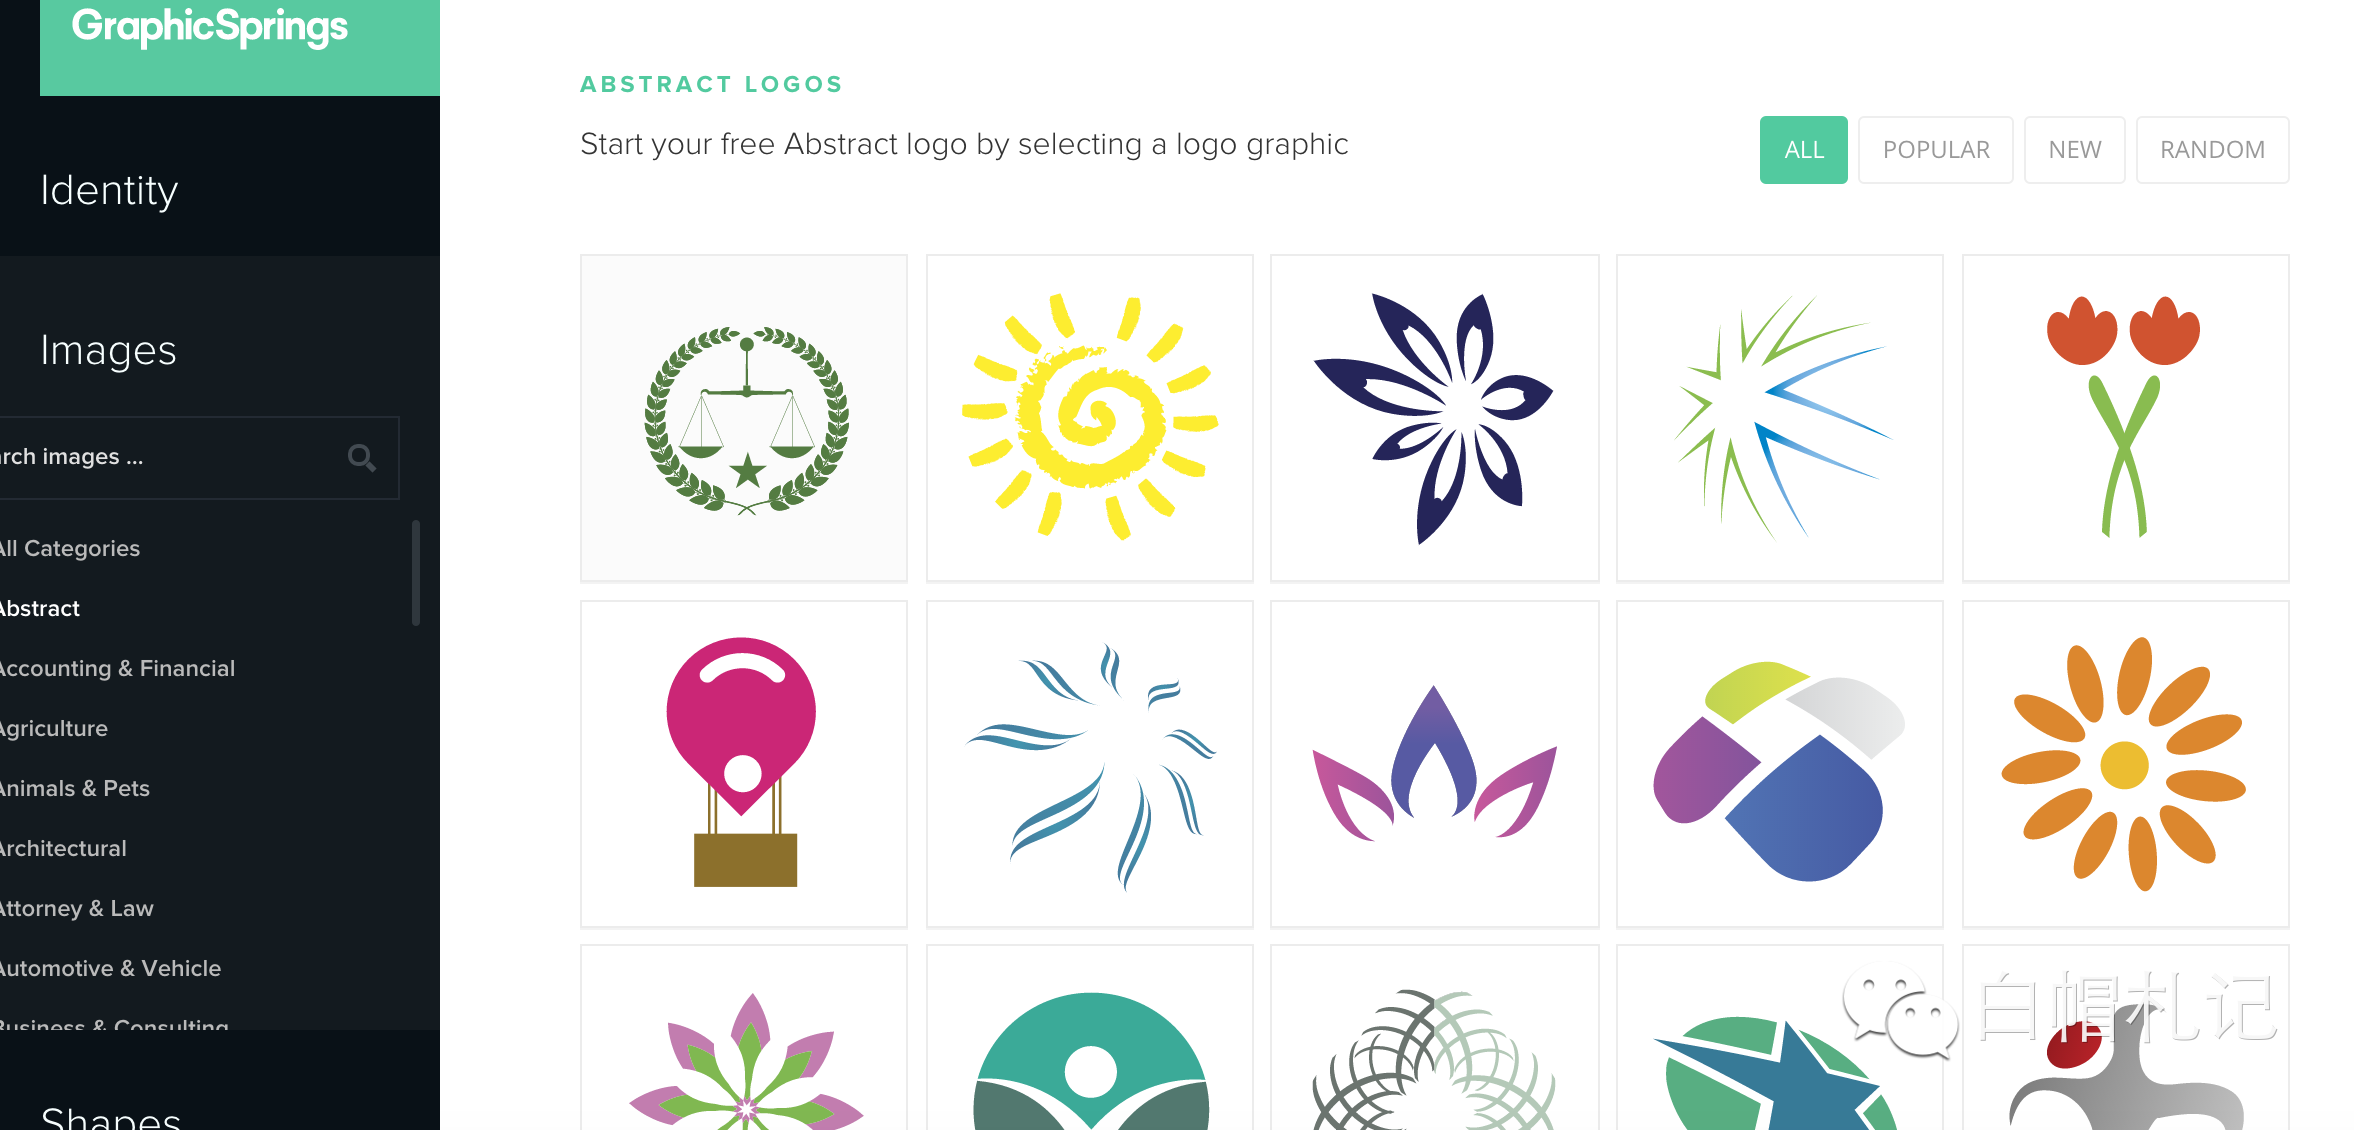 GraphicSprings
Identity
Images
rch images ...
All Categories
Abstract
Accounting & Financial
Agriculture
Animals & Pets
Architectural
Attorney & Law
Automotive & Vehicle
Business & Consulting
Shapes
ABSTRACT LOGOS
Start your free Abstract logo by selecting a logo graphic
ALL
POPULAR
NEW
RANDOM
白帽札记